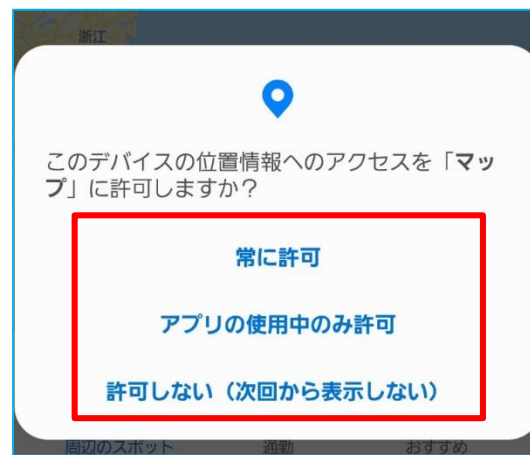 浙江
このデバイスの位置情報へのアクセスを「マッ
プ」に許可しますか？
常に許可
アプリの使用中のみ許可
許可しない（次回から表示しない）
周辺のスポット 通勤 おすすめ